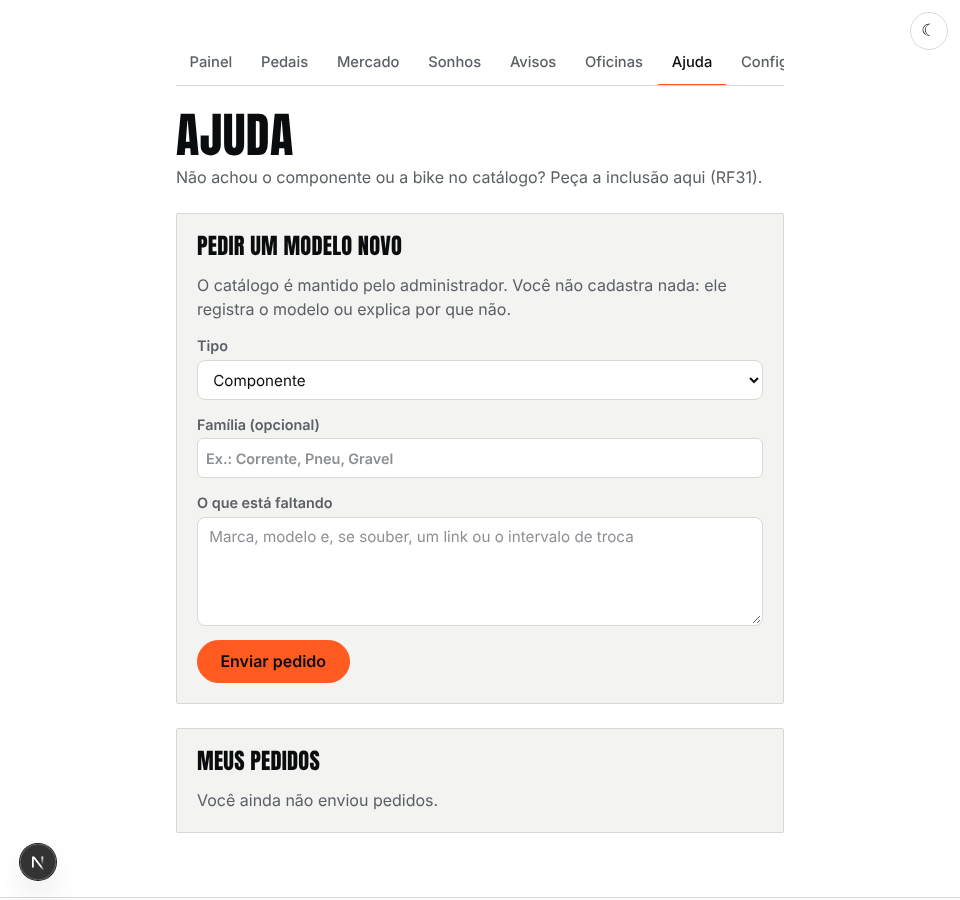 Painel Pedais Mercado Sonhos Avisos Oficinas Ajuda Config
AJUDA
Não achou o componente ou a bike no catálogo? Peça a inclusão aqui (RF31).
PEDIR UM MODELO NOVO
O catálogo é mantido pelo administrador. Você não cadastra nada: ele
registra o modelo ou explica por que não.
Tipo
Componente
Família (opcional)
Ex.: Corrente, Pneu, Gravel
O que está faltando
Marca, modelo e, se souber, um link ou o intervalo de troca
Enviar pedido
MEUS PEDIDOS
Você ainda não enviou pedidos.
N